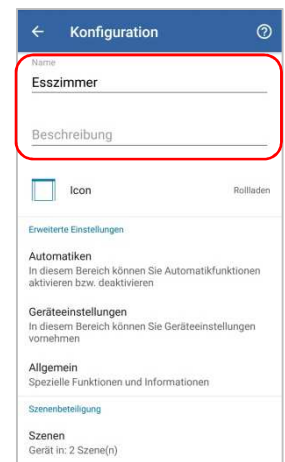 Konfiguration
Name
Esszimmer
Beschreibung
Icon Rollladen
Erweiterte Einstellungen
Automatiken
In diesem Bereich können Sie Automatikfunktionen
aktivieren bzw. deaktivieren
Geräteeinstellungen
In diesem Bereich können Sie Geräteeinstellungen
vornehmen
Allgemein
Spezielle Funktionen und Informationen
Szenenbeteiligung
Szenen
Gerät in: 2 Szene(n)